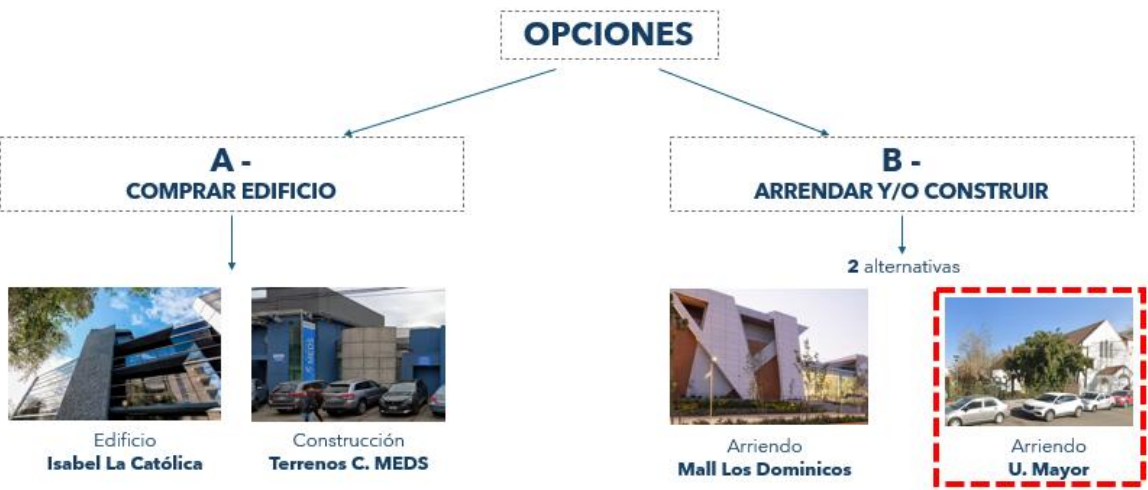 OPCIONES
A -
COMPRAR EDIFICIO
B -
ARRENDAR Y/O CONSTRUIR
2 alternativas
MEDS
Edificio
Isabel La Católica
Construcción
Terrenos C. MEDS
Arriendo
Mall Los Dominicos
Arriendo
U. Mayor